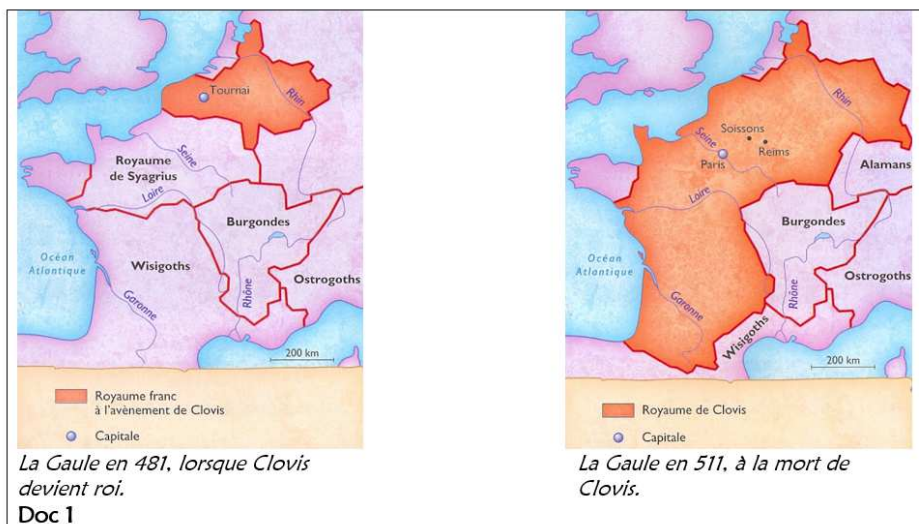 Tournai
Rhin
Seine
Royaume
de Syagrius
Loire
Burgondes
Océan
Atlantique
Wisigoths
Ostrogoths
Rhône
Garonne
200 km
Royaume franc
à l'avènement de Clovis
Capitale
La Gaule en 481, lorsque Clovis
devient roi.
Doc 1
Rhin
Soissons
Seine
Reims
Paris
Alamans
Loire
Burgondes
Océan
Atlantique
Ostrogoths
Rhône
Garonne
Wisigoths
200 km
Royaume de Clovis
Capitale
La Gaule en 511, à la mort de
Clovis.